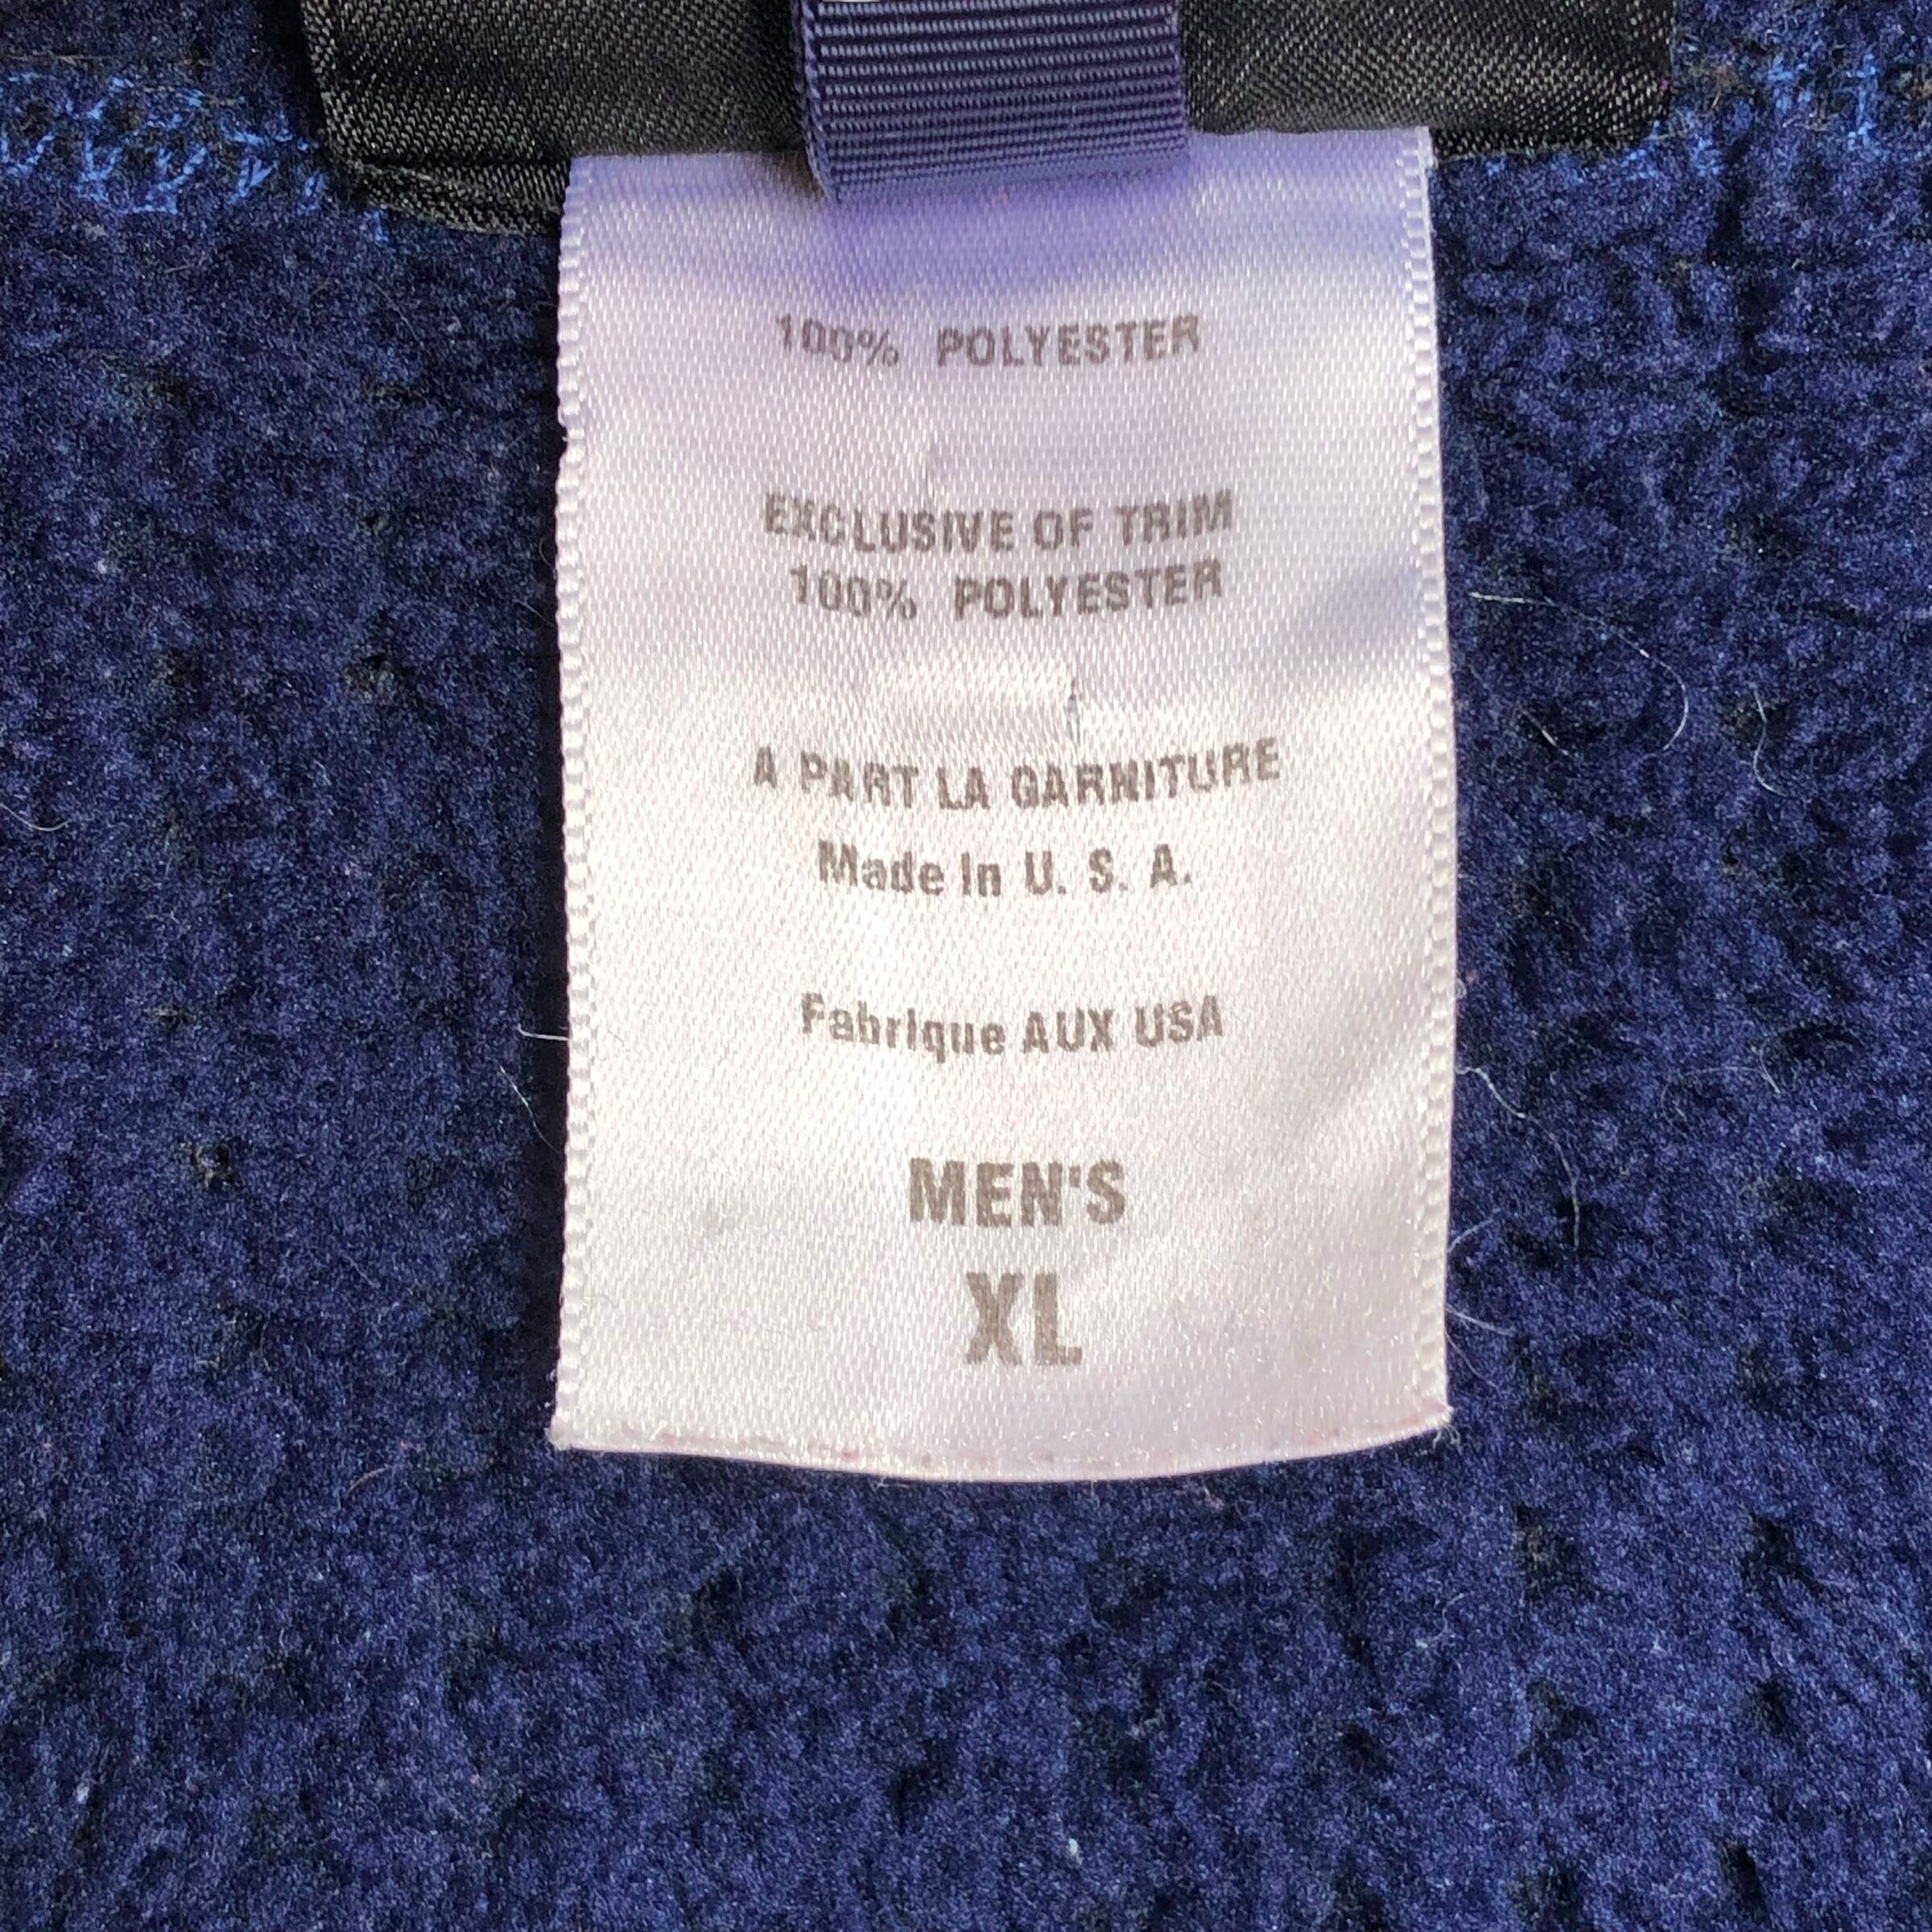 100% POLYESTER
EXCLUSIVE OF TRIM
100% POLYESTER
A PART LA GARNITURE
Made In U. S. A.
Fabrique AUX USA
MEN'S
XL